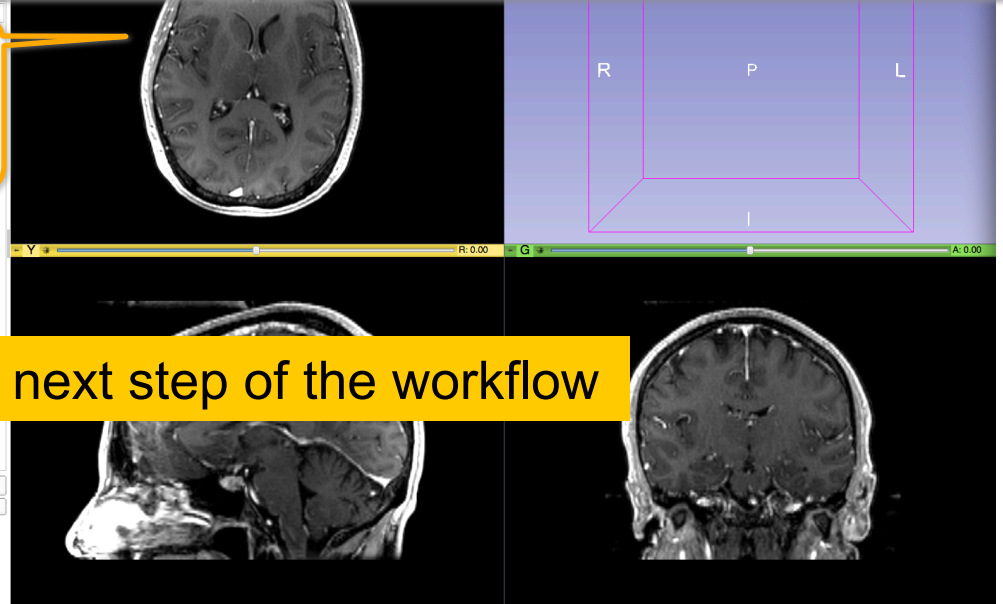 R P L
I
Y R: 0.00
G A: 0.00
next step of the workflow